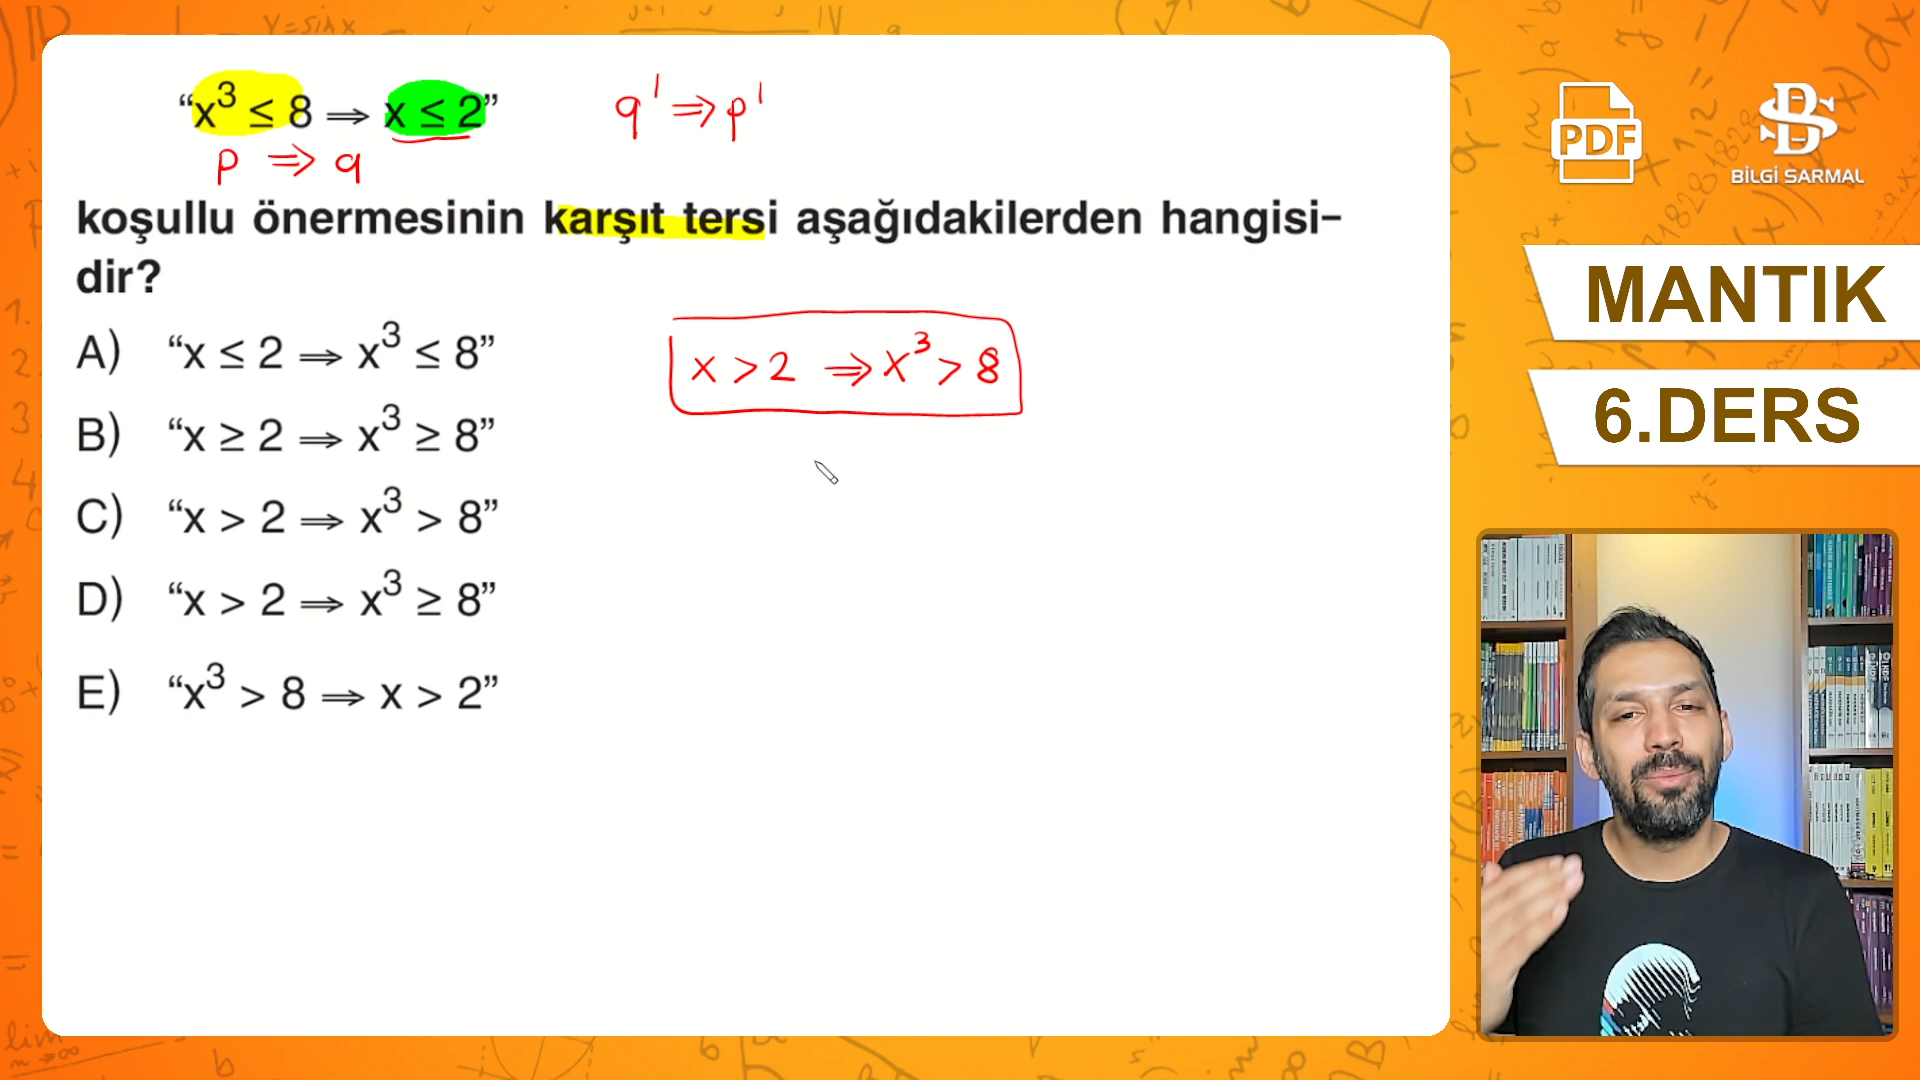 “x³ ≤ 8 ⇒ x ≤ 2”
q' ⇒ p'
p ⇒ q
koşullu önermesinin karşıt tersi aşağıdakilerden hangisi–
dir?
A) “x ≤ 2 ⇒ x³ ≤ 8”
x > 2 ⇒ x³ > 8
B) “x ≥ 2 ⇒ x³ ≥ 8”
C) “x > 2 ⇒ x³ > 8”
D) “x > 2 ⇒ x³ ≥ 8”
E) “x³ > 8 ⇒ x > 2”
PDF
BİLGİ SARMAL
MANTIK
6.DERS